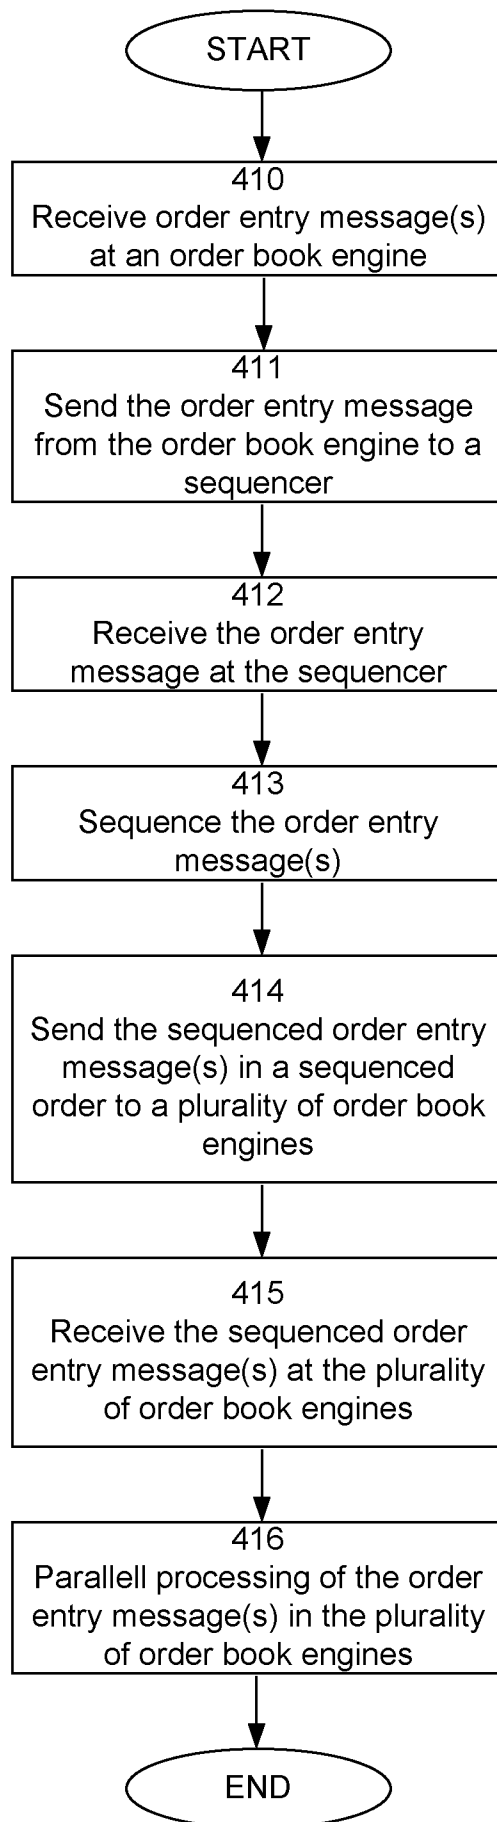 START
410
Receive order entry message(s)
at an order book engine
411
Send the order entry message
from the order book engine to a
sequencer
412
Receive the order entry
message at the sequencer
413
Sequence the order entry
message(s)
414
Send the sequenced order entry
message(s) in a sequenced
order to a plurality of order book
engines
415
Receive the sequenced order
entry message(s) at the plurality
of order book engines
416
Parallell processing of the order
entry message(s) in the plurality
of order book engines
END